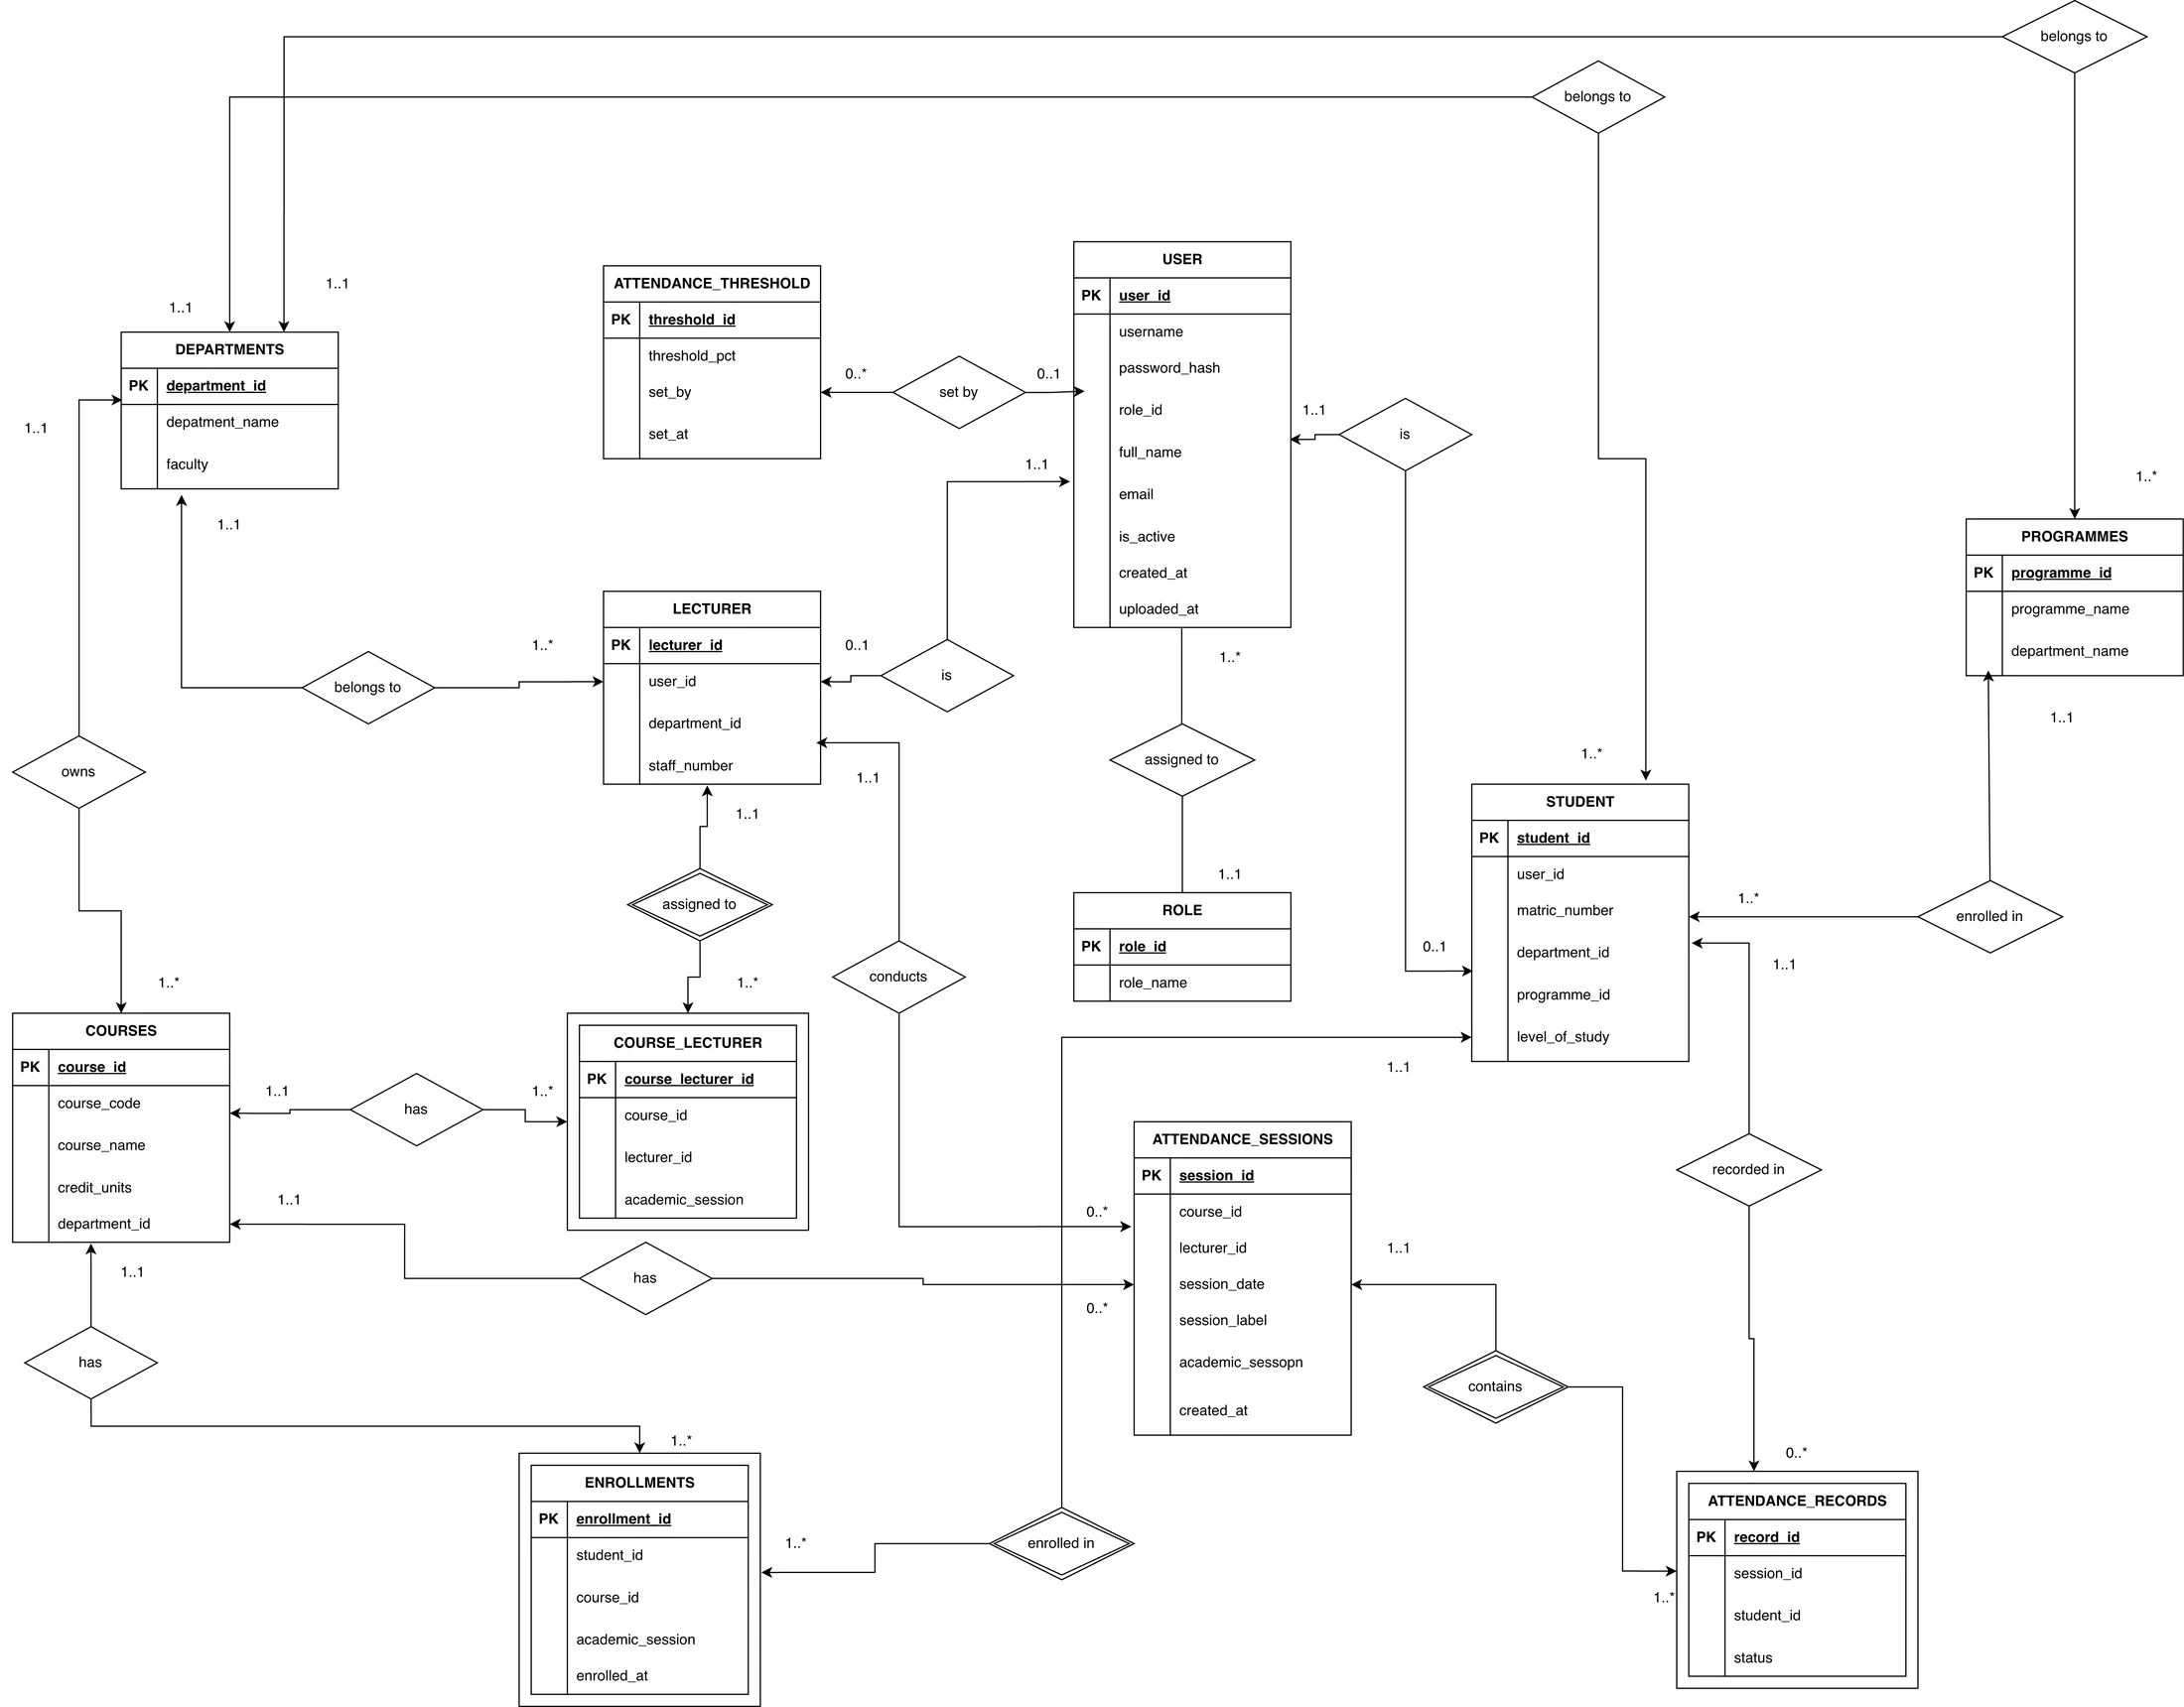 belongs to
belongs to
1..1
1..1
DEPARTMENTS
PK department_id
depatment_name
faculty
1..1
1..1
ATTENDANCE_THRESHOLD
PK threshold_id
threshold_pct
set_by
set_at
0..*
set by
0..1
USER
PK user_id
username
password_hash
role_id
full_name
email
is_active
created_at
uploaded_at
1..1
is
1..1
1..*
PROGRAMMES
PK programme_id
programme_name
department_name
1..1
belongs to
1..*
LECTURER
PK lecturer_id
user_id
department_id
staff_number
0..1
is
1..*
assigned to
1..1
owns
1..1
1..1
assigned to
1..*
1..*
conducts
ROLE
PK role_id
role_name
0..1
1..*
STUDENT
PK student_id
user_id
matric_number
department_id
programme_id
level_of_study
1..*
enrolled in
1..1
1..1
COURSES
PK course_id
course_code
course_name
credit_units
department_id
1..1
has
1..*
COURSE_LECTURER
PK course_lecturer_id
course_id
lecturer_id
academic_session
1..1
has
0..*
0..*
ATTENDANCE_SESSIONS
PK session_id
course_id
lecturer_id
session_date
session_label
academic_sessopn
created_at
1..1
recorded in
1..1
has
1..*
contains
ENROLLMENTS
PK enrollment_id
student_id
course_id
academic_session
enrolled_at
1..*
enrolled in
0..*
1..*
ATTENDANCE_RECORDS
PK record_id
session_id
student_id
status